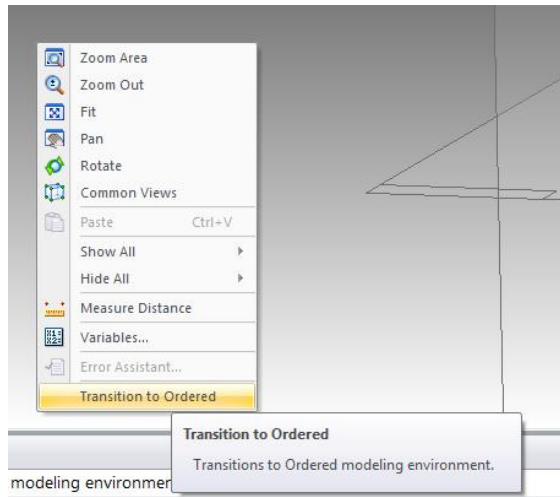 Zoom Area
Zoom Out
Fit
Pan
Rotate
Common Views
Paste Ctrl+V
Show All
Hide All
Measure Distance
Variables...
Error Assistant...
Transition to Ordered
Transition to Ordered
Transitions to Ordered modeling environment.
modeling